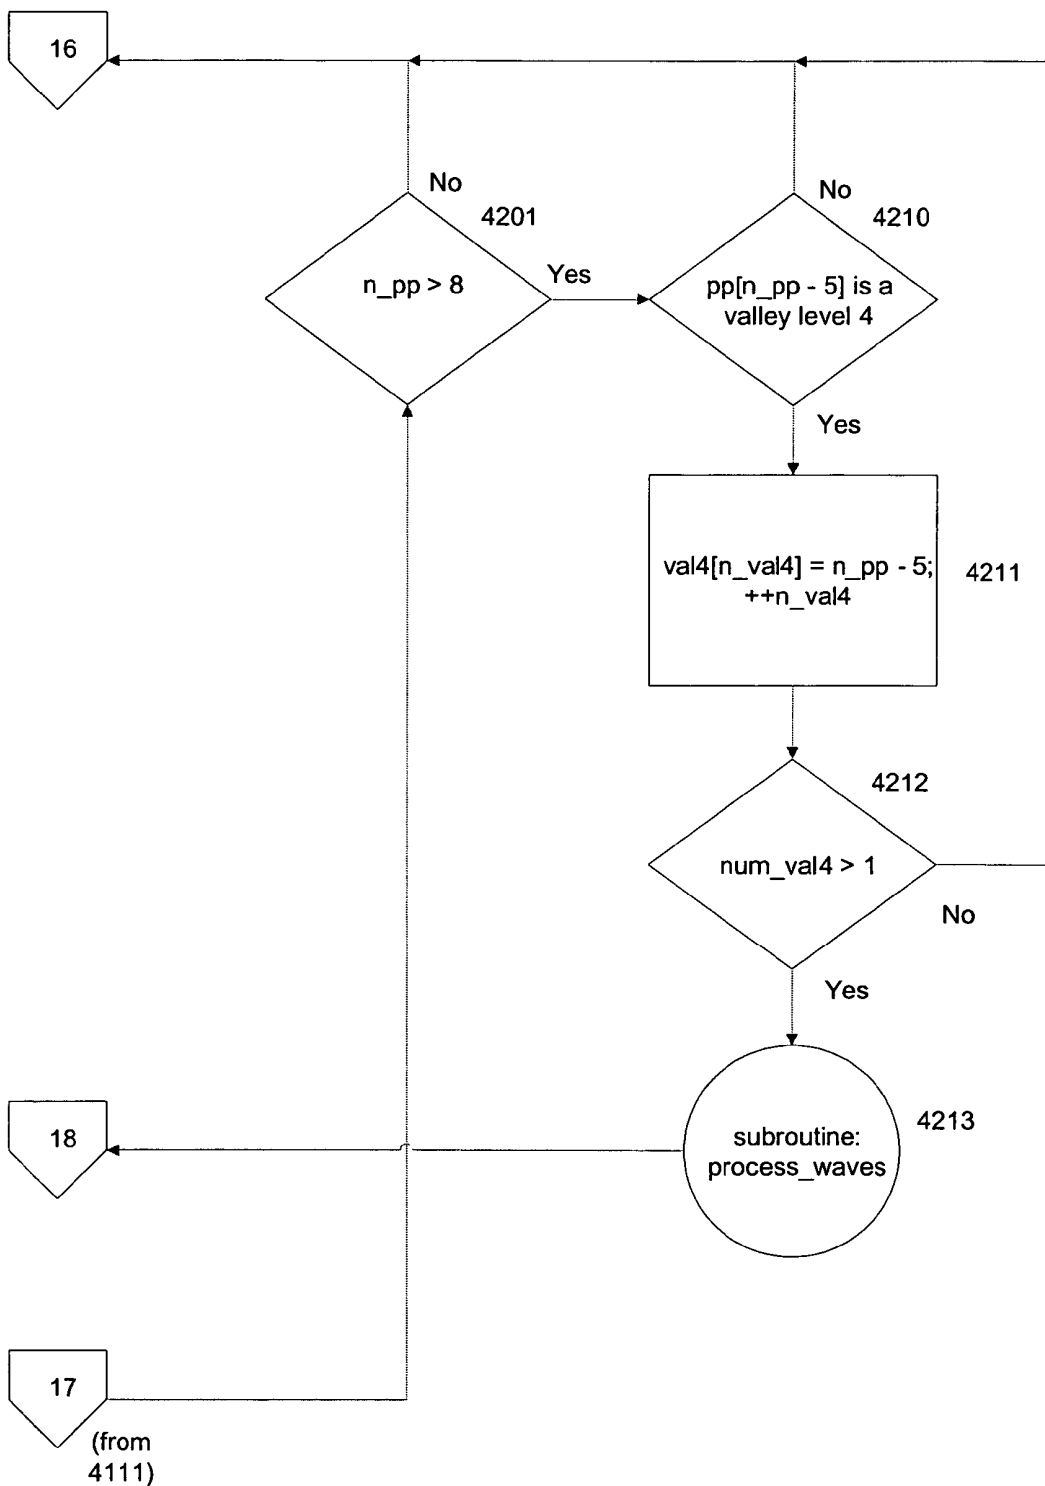 16
No
4201
n_pp > 8
Yes
No
4210
pp[n_pp - 5] is a
valley level 4
Yes
val4[n_val4] = n_pp - 5;
++n_val4
4211
4212
num_val4 > 1
No
Yes
18
subroutine:
process_waves
4213
17
(from
4111)